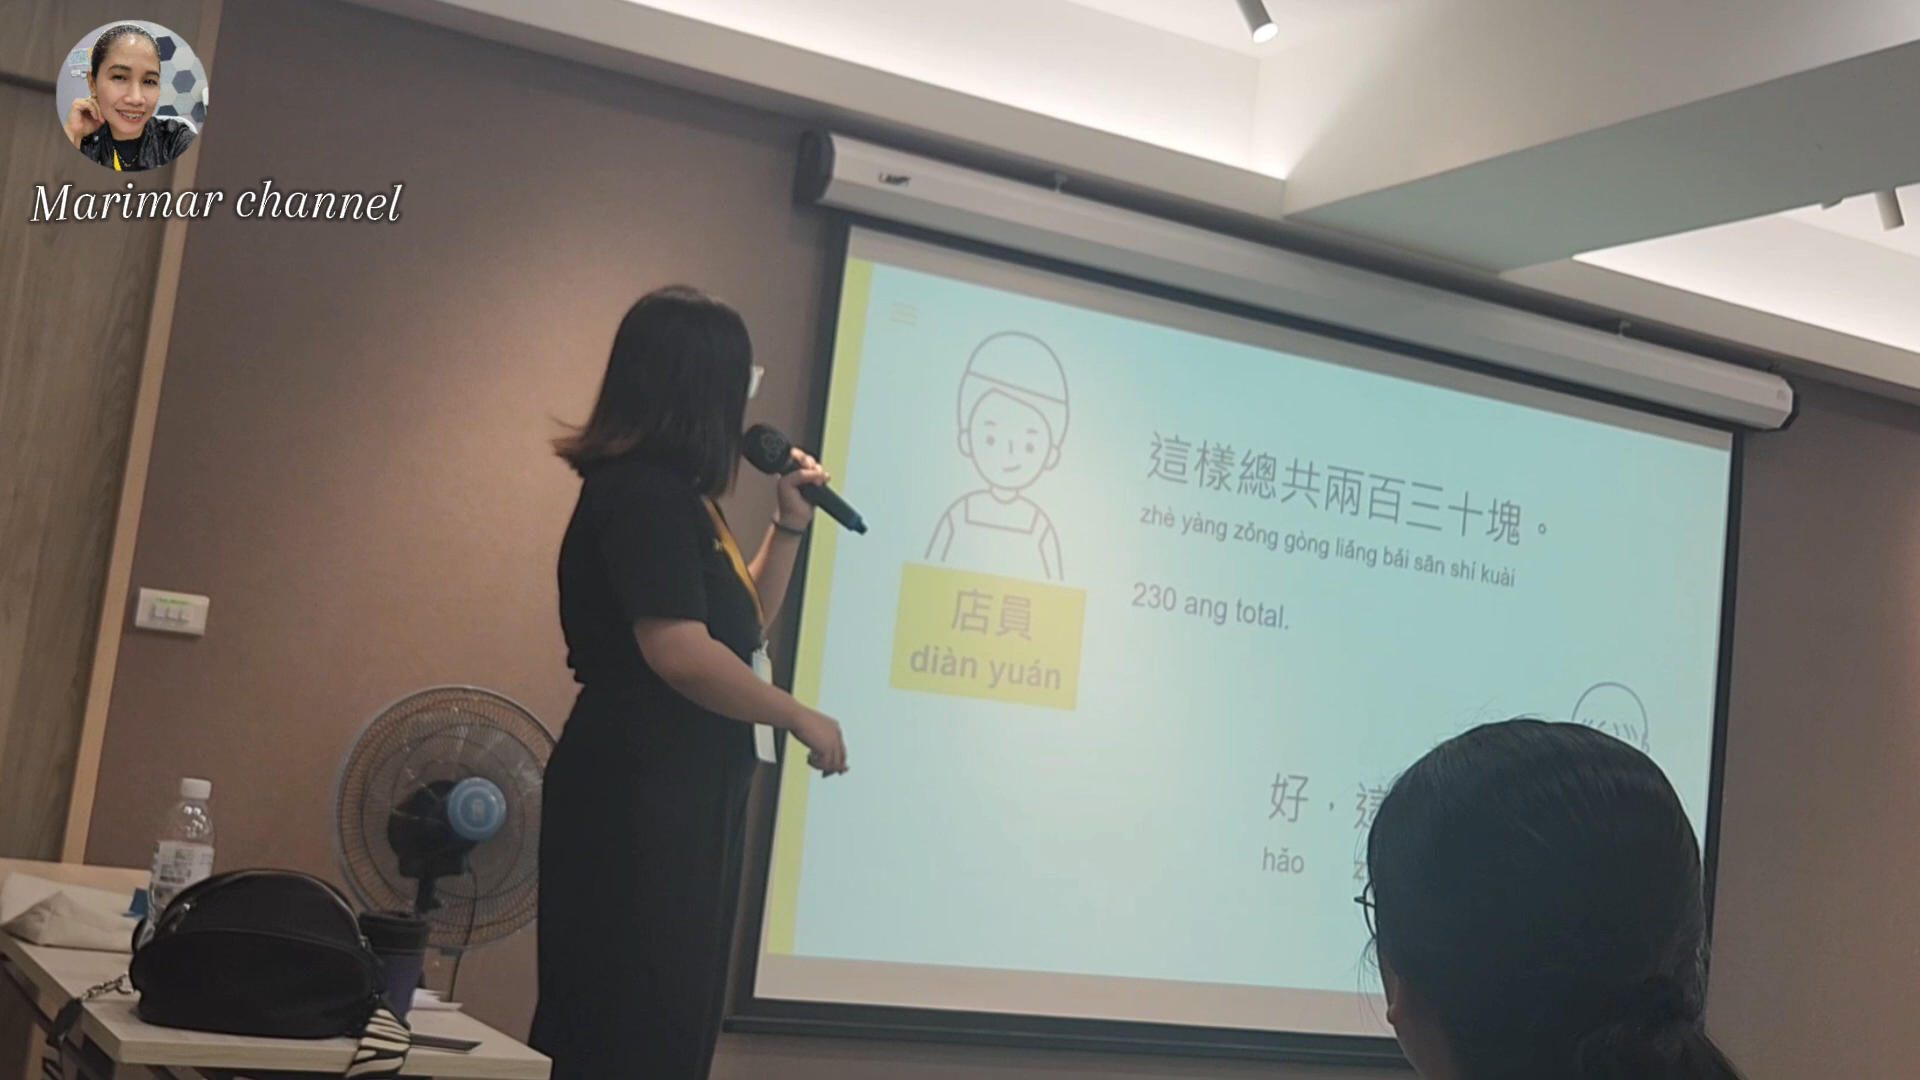 Marimar channel
這樣總共兩百三十塊。
zhè yàng zǒng gòng liǎng bǎi sān shí kuài
230 ang total.
店員
diàn yuán
好，這
hǎo